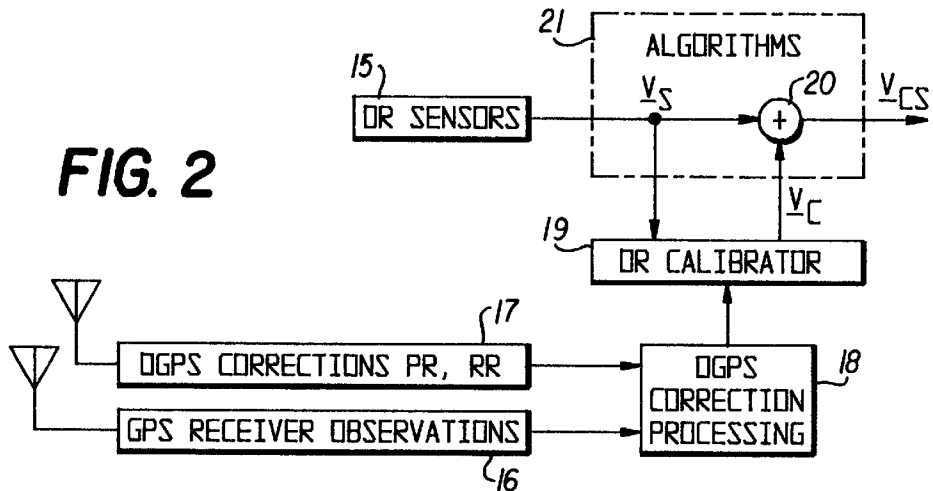 FIG. 2
21
ALGORITHMS
15
DR SENSORS
V_S
20
V_CS
V_C
19
DR CALIBRATOR
17
DGPS CORRECTIONS PR, RR
DGPS
CORRECTION
PROCESSING
18
GPS RECEIVER OBSERVATIONS
16